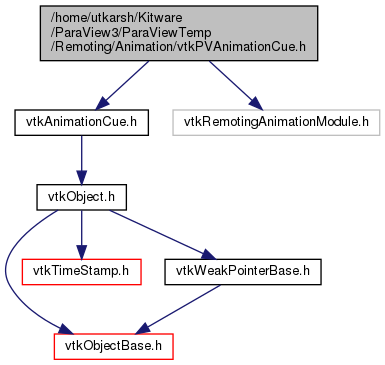 /home/utkarsh/Kitware
/ParaView3/ParaViewTemp
/Remoting/Animation/vtkPVAnimationCue.h
vtkAnimationCue.h
vtkRemotingAnimationModule.h
vtkObject.h
vtkTimeStamp.h
vtkWeakPointerBase.h
vtkObjectBase.h